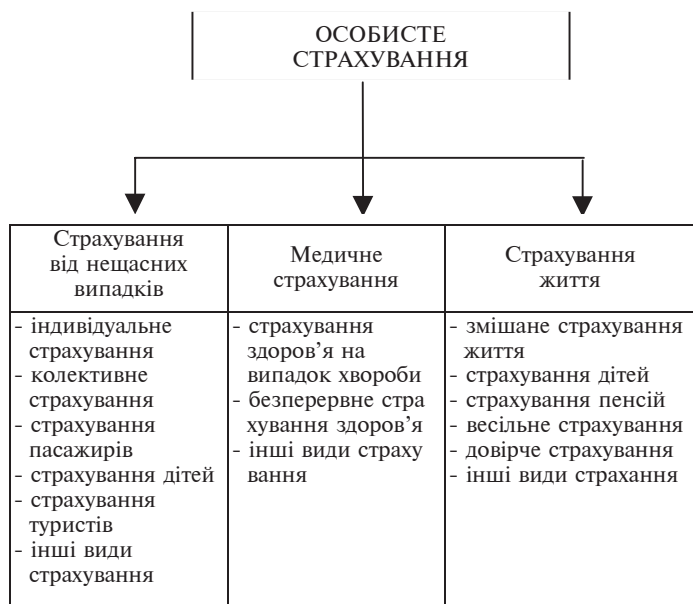 ОСОБИСТЕ
СТРАХУВАННЯ
Страхування
від нещасних
випадків
Медичне
страхування
Страхування
життя
- індивідуальне
страхування
- колективне
страхування
- страхування
пасажирів
- страхування дітей
- страхування
туристів
- інші види
страхування
- страхування
здоров’я на
випадок хвороби
- безперервне стра
хування здоров’я
- інші види страху
вання
- змішане страхування
життя
- страхування дітей
- страхування пенсій
- весільне страхування
- довірче страхування
- інші види страхання